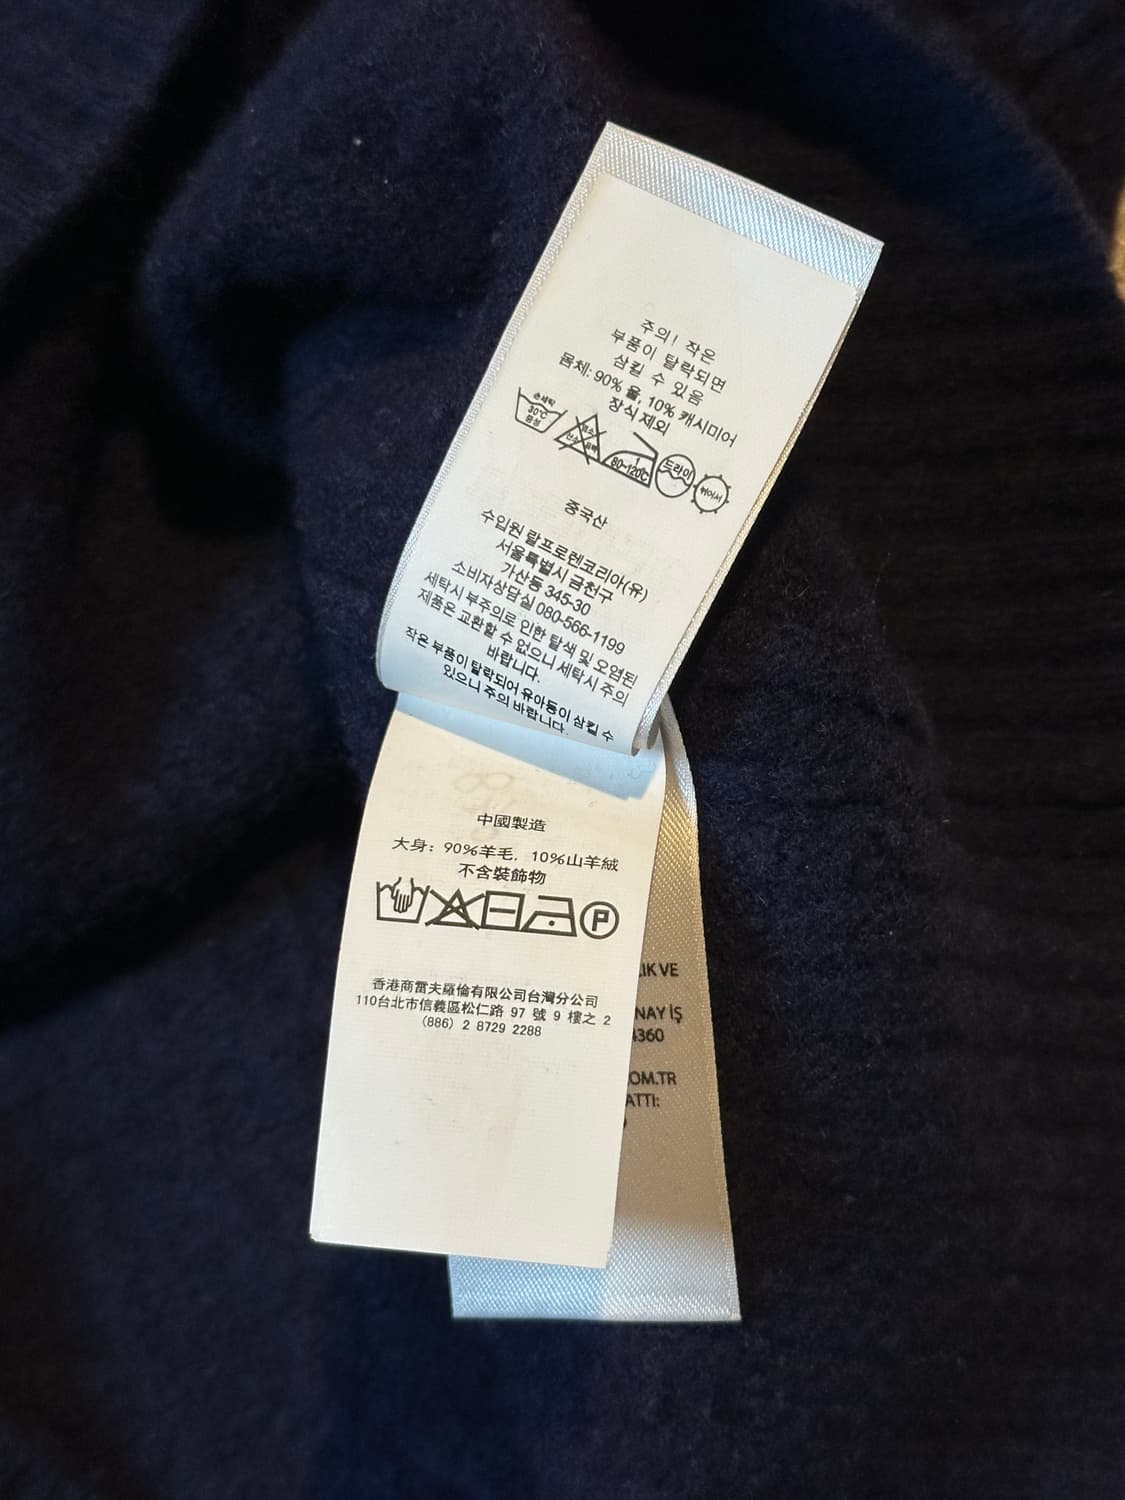 주의! 작은
부품이 탈락되면
삼킬 수 있음
몸체: 90% 울, 10% 캐시미어
장식제외
손세탁
30℃
중성
80~120℃
드라이
뉘어서
중국산
수입원 랄프로렌코리아(유)
서울특별시 금천구
가산동 345-30
소비자상담실 080-566-1199
세탁시 부주의로 인한 탈색 및 오염된
제품은 교환할 수 없으니 세탁시 주의
바랍니다.
작은 부품이 탈락되어 유아동이 삼킬 수
있으니 주의 바랍니다.
中國製造
大身: 90%羊毛, 10%山羊絨
不含裝飾物
P
香港商雷夫羅倫有限公司台灣分公司
110台北市信義區松仁路 97 號 9 樓之 2
(886) 2 8729 2288
LIK VE
NAY İŞ
4360
OM.TR
ATTI: